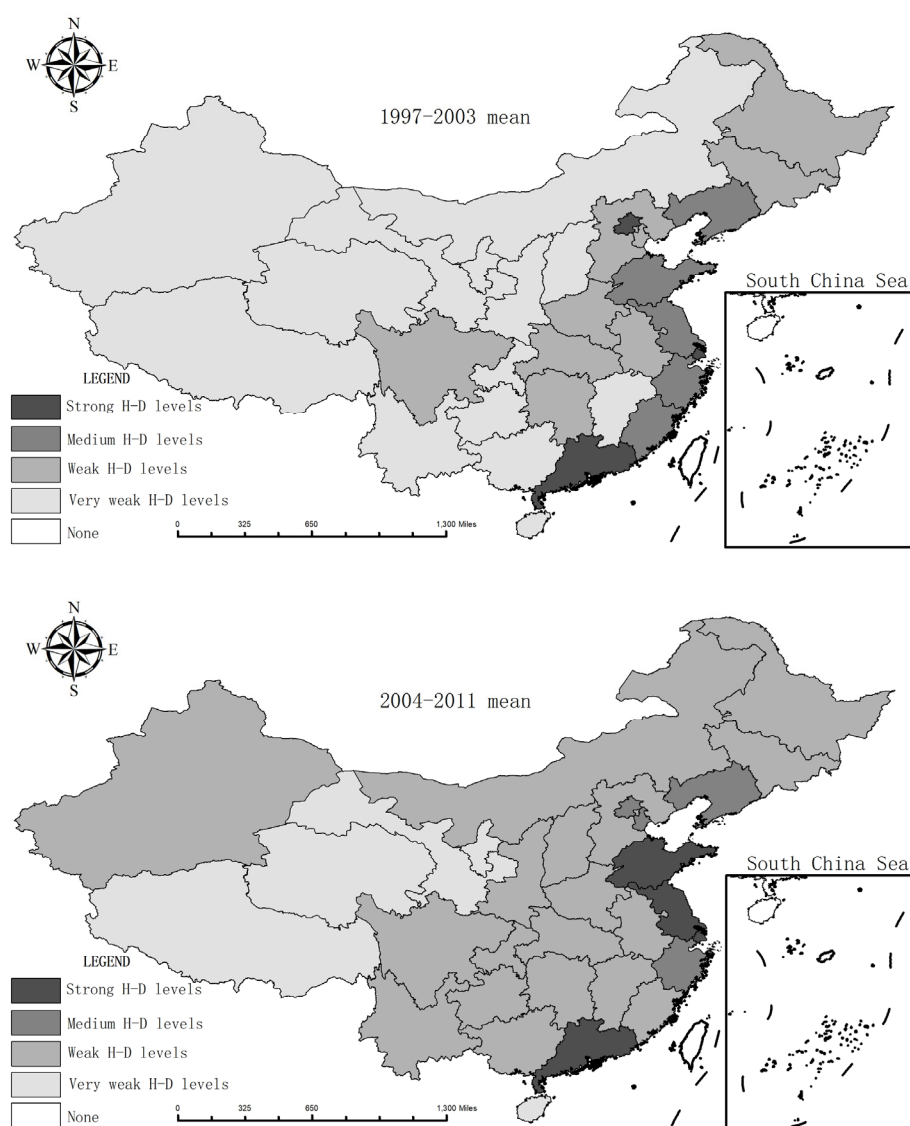 N
W E
S
1997-2003 mean
South China Sea
LEGEND
Strong H-D levels
Medium H-D levels
Weak H-D levels
Very weak H-D levels
None
0 325 650 1,300 Miles
N
W E
S
2004-2011 mean
South China Sea
LEGEND
Strong H-D levels
Medium H-D levels
Weak H-D levels
Very weak H-D levels
None
0 325 650 1,300 Miles